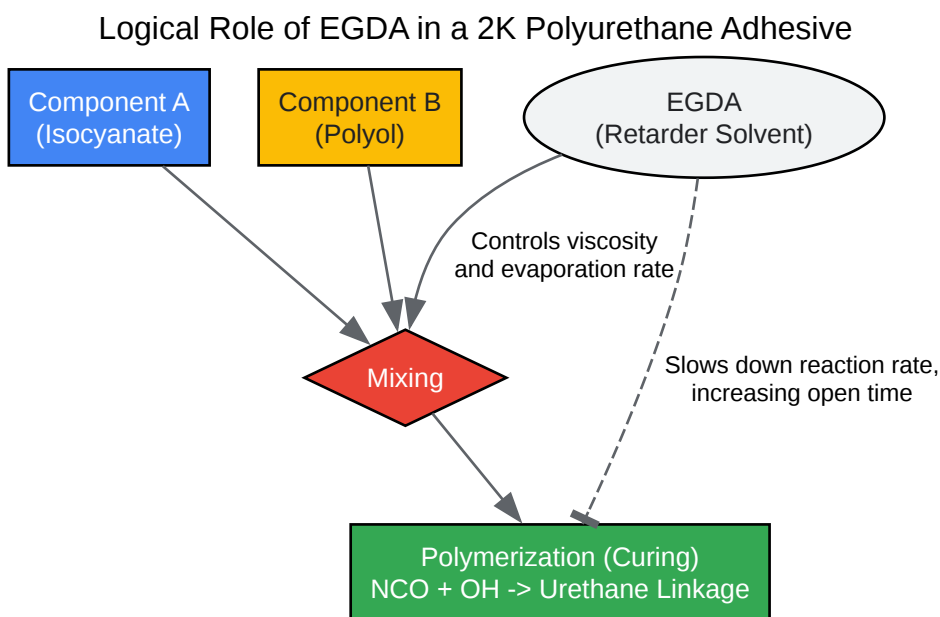 Logical Role of EGDA in a 2K Polyurethane Adhesive
Component A
(Isocyanate)
Component B
(Polyol)
EGDA
(Retarder Solvent)
Controls viscosity
and evaporation rate
Mixing
Slows down reaction rate,
increasing open time
Polymerization (Curing)
NCO + OH -> Urethane Linkage